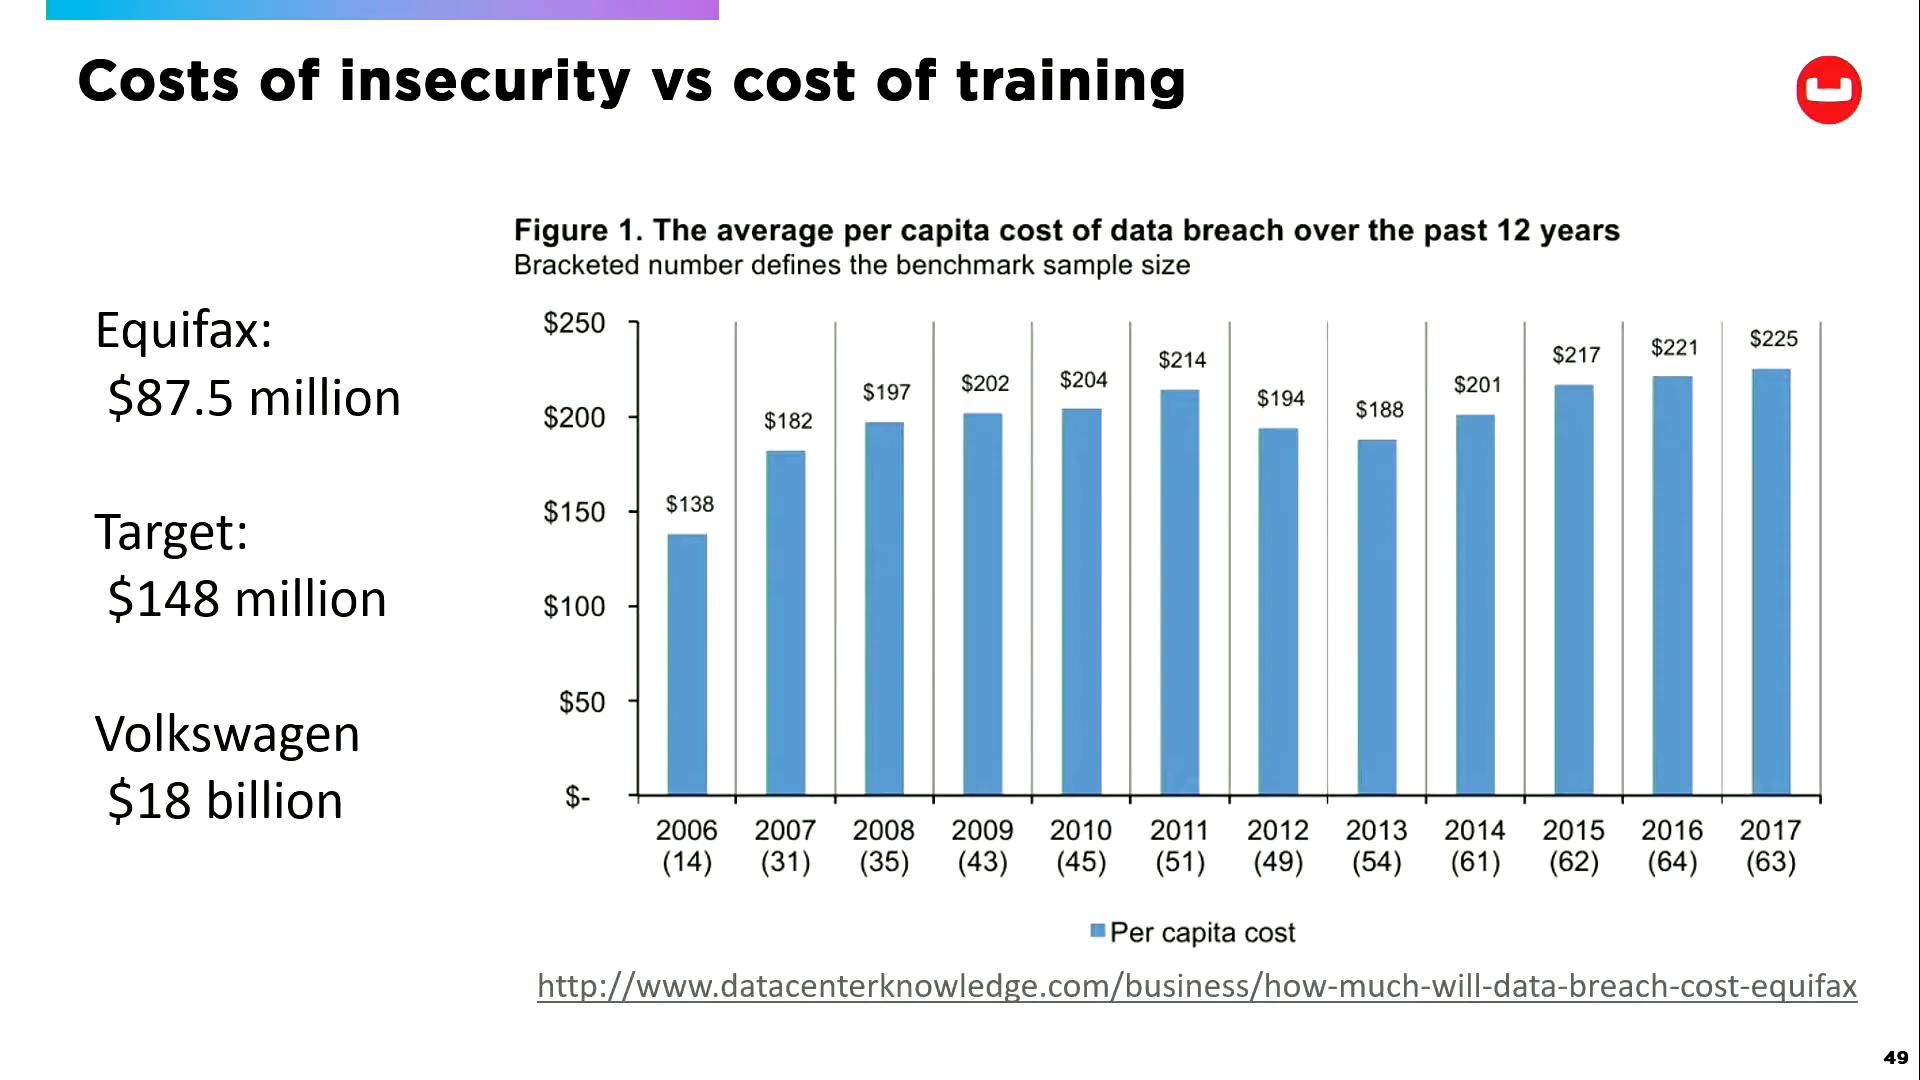 Costs of insecurity vs cost of training
Equifax:
$87.5 million
Target:
$148 million
Volkswagen
$18 billion
Figure 1. The average per capita cost of data breach over the past 12 years
Bracketed number defines the benchmark sample size
$250
$200
$150
$100
$50
$-
$138
$182
$197
$202
$204
$214
$194
$188
$201
$217
$221
$225
2006 2007 2008 2009 2010 2011 2012 2013 2014 2015 2016 2017
(14) (31) (35) (43) (45) (51) (49) (54) (61) (62) (64) (63)
Per capita cost
http://www.datacenterknowledge.com/business/how-much-will-data-breach-cost-equifax
49